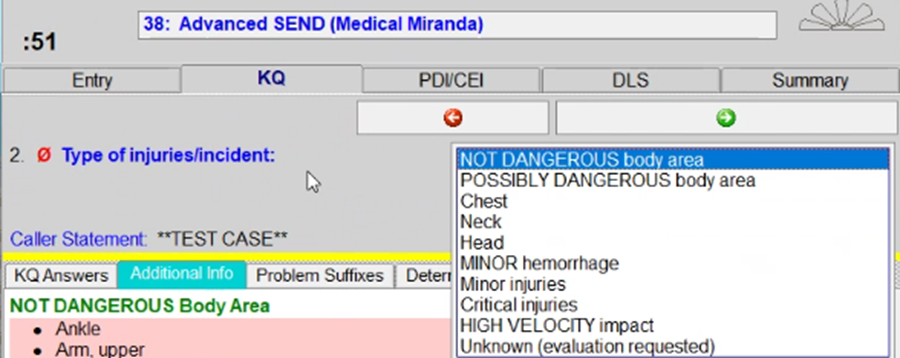 :51
38: Advanced SEND (Medical Miranda)
Entry KQ PDI/CEI DLS Summary
2. Ø Type of injuries/incident:
NOT DANGEROUS body area
POSSIBLY DANGEROUS body area
Chest
Neck
Head
MINOR hemorrhage
Minor injuries
Critical injuries
HIGH VELOCITY impact
Unknown (evaluation requested)
Caller Statement: **TEST CASE**
KQ Answers Additional Info Problem Suffixes Deterr
NOT DANGEROUS Body Area
• Ankle
• Arm, upper